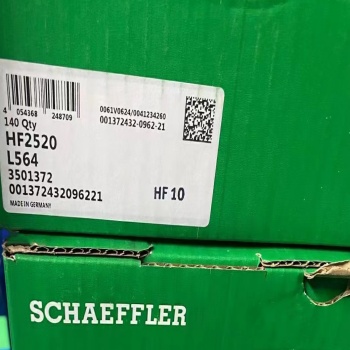 4 054368 248709
0061V0624/0041234260
001372432-0962-21
140 Qty
HF2520
L564
3501372
001372432096221
HF 10
MADE IN GERMANY
SCHAEFFLER